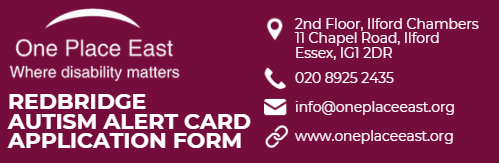 One Place East
Where disability matters
REDBRIDGE
AUTISM ALERT CARD
APPLICATION FORM
2nd Floor, Ilford Chambers
11 Chapel Road, Ilford
Essex, IG1 2DR
020 8925 2435
info@oneplaceeast.org
www.oneplaceeast.org